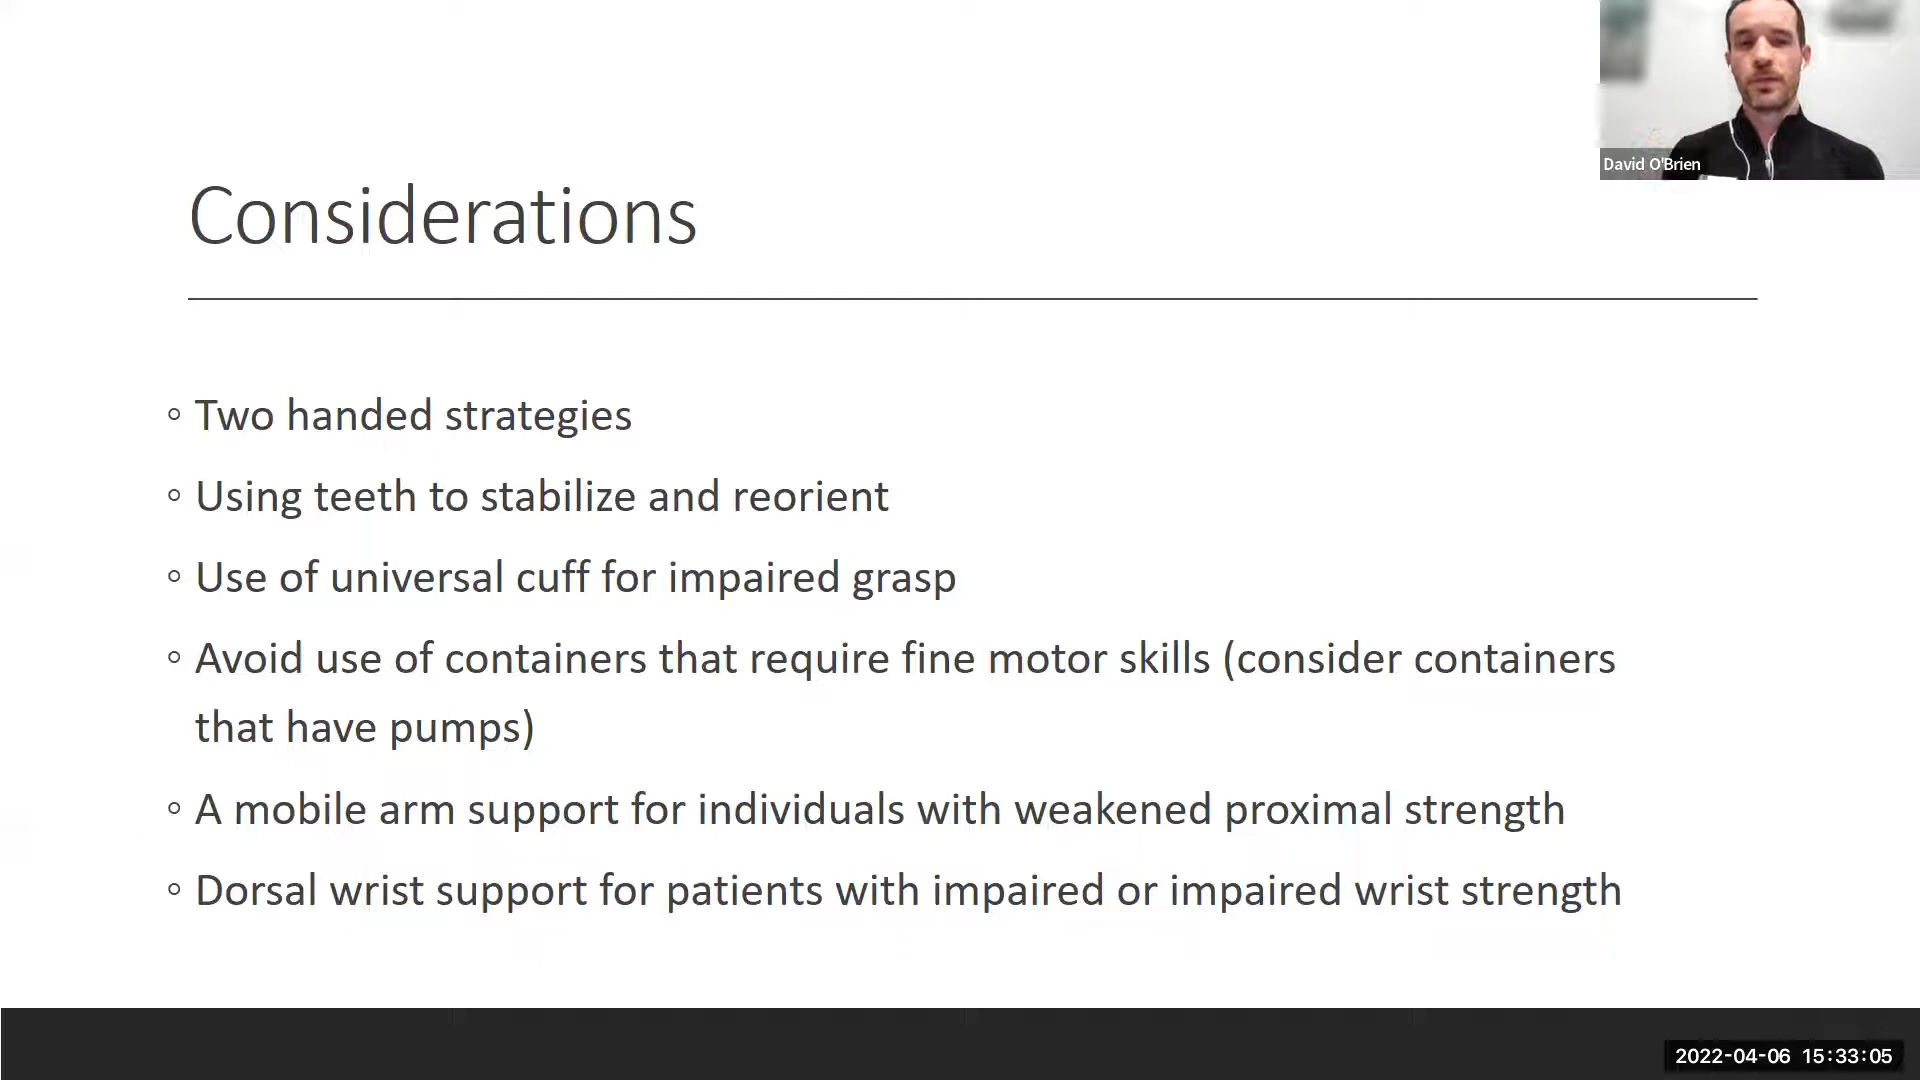 David O'Brien
Considerations
◦ Two handed strategies
◦ Using teeth to stabilize and reorient
◦ Use of universal cuff for impaired grasp
◦ Avoid use of containers that require fine motor skills (consider containers
that have pumps)
◦ A mobile arm support for individuals with weakened proximal strength
◦ Dorsal wrist support for patients with impaired or impaired wrist strength
2022-04-06 15:33:05